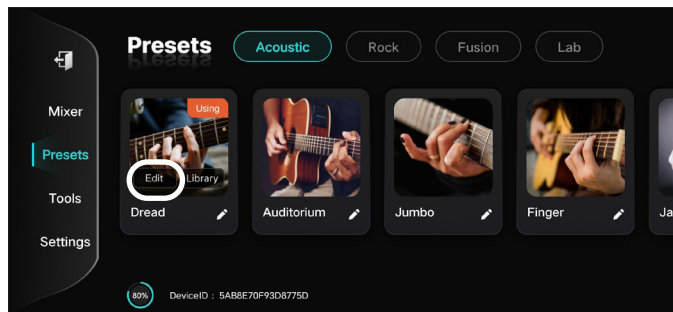 Presets
Acoustic
Rock
Fusion
Lab
Mixer
Presets
Tools
Settings
Using
Edit
Library
Dread
Auditorium
Jumbo
Finger
Ja
80%
DeviceID : 5AB8E70F93D8775D